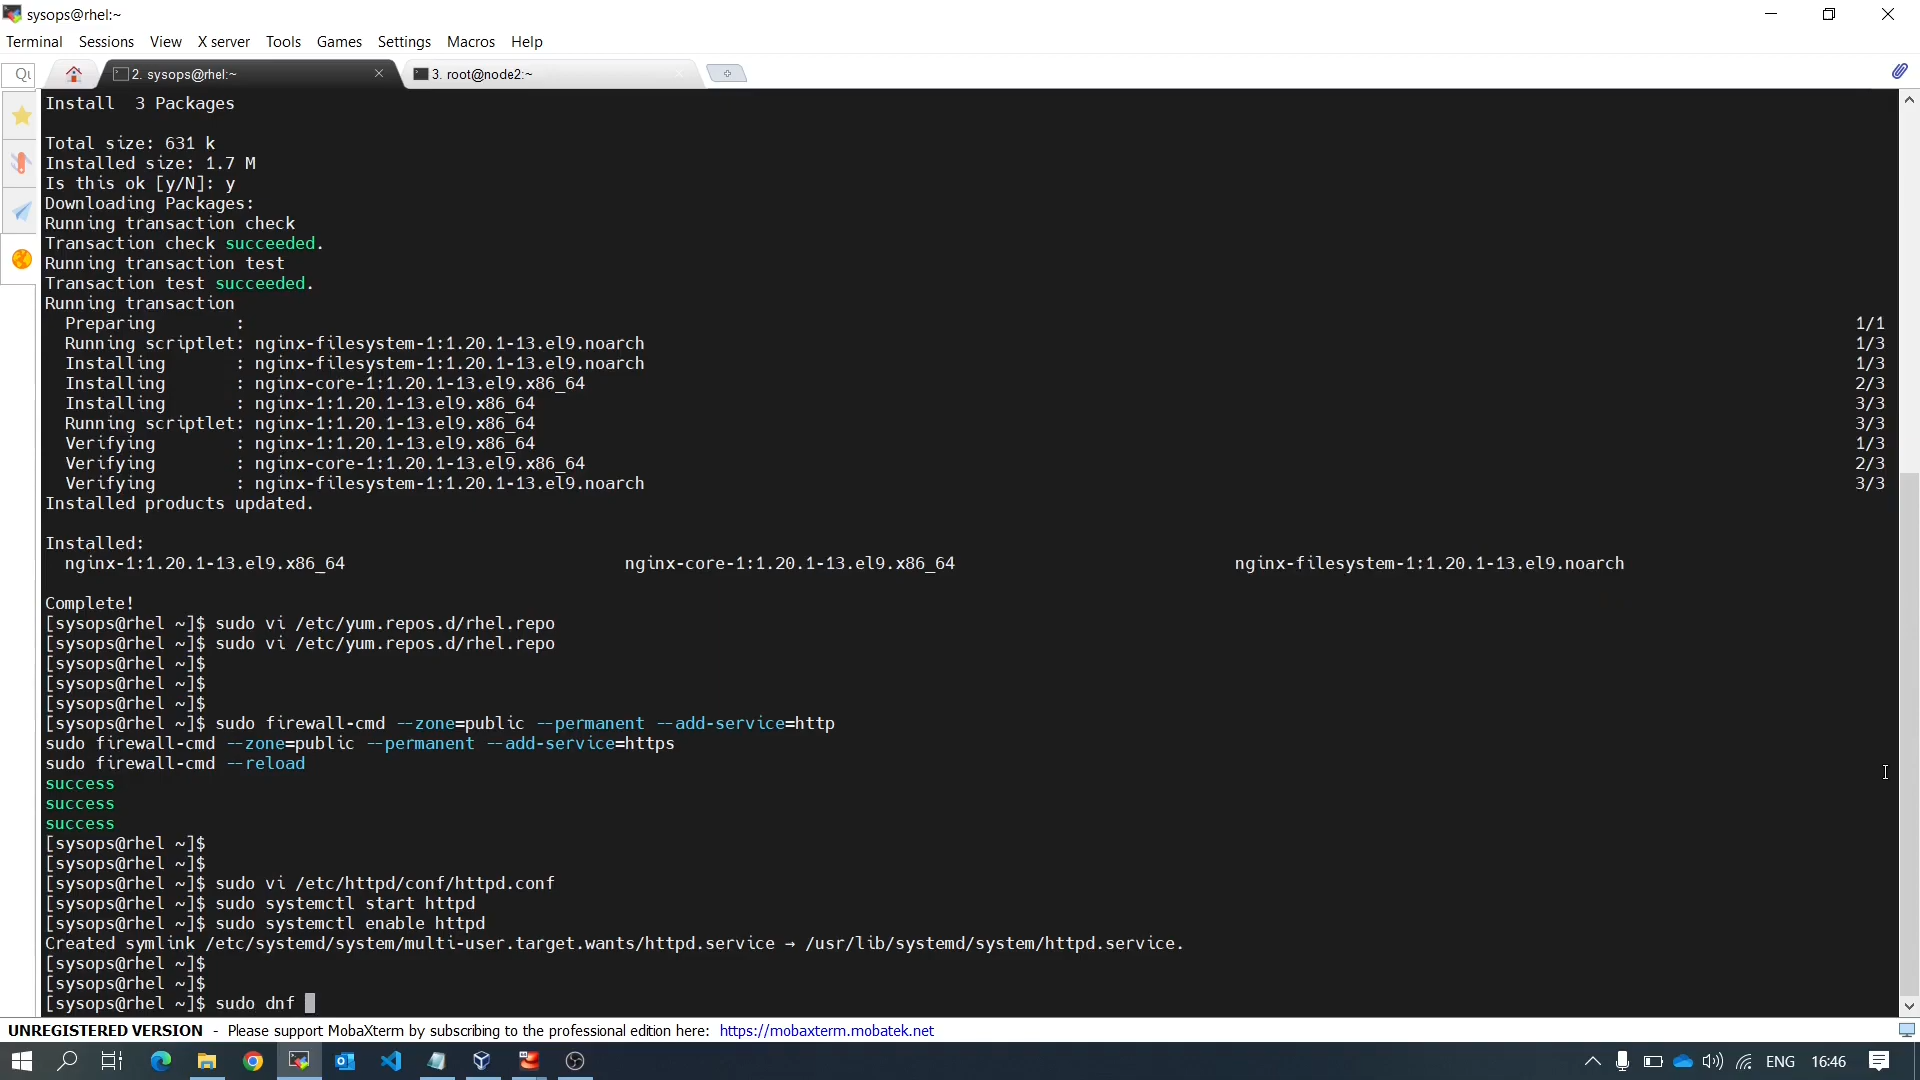 sysops@rhel:~
Terminal Sessions View X server Tools Games Settings Macros Help
2. sysops@rhel:~
3. root@node2:~
Install  3 Packages
Total size: 631 k
Installed size: 1.7 M
Is this ok [y/N]: y
Downloading Packages:
Running transaction check
Transaction check succeeded.
Running transaction test
Transaction test succeeded.
Running transaction
Preparing        : 1/1
Running scriptlet: nginx-filesystem-1:1.20.1-13.el9.noarch 1/3
Installing       : nginx-filesystem-1:1.20.1-13.el9.noarch 1/3
Installing       : nginx-core-1:1.20.1-13.el9.x86_64 2/3
Installing       : nginx-1:1.20.1-13.el9.x86_64 3/3
Running scriptlet: nginx-1:1.20.1-13.el9.x86_64 3/3
Verifying        : nginx-1:1.20.1-13.el9.x86_64 1/3
Verifying        : nginx-core-1:1.20.1-13.el9.x86_64 2/3
Verifying        : nginx-filesystem-1:1.20.1-13.el9.noarch 3/3
Installed products updated.
Installed:
nginx-1:1.20.1-13.el9.x86_64 nginx-core-1:1.20.1-13.el9.x86_64 nginx-filesystem-1:1.20.1-13.el9.noarch
Complete!
[sysops@rhel ~]$ sudo vi /etc/yum.repos.d/rhel.repo
[sysops@rhel ~]$ sudo vi /etc/yum.repos.d/rhel.repo
[sysops@rhel ~]$
[sysops@rhel ~]$
[sysops@rhel ~]$
[sysops@rhel ~]$ sudo firewall-cmd --zone=public --permanent --add-service=http
sudo firewall-cmd --zone=public --permanent --add-service=https
sudo firewall-cmd --reload
success
success
success
[sysops@rhel ~]$
[sysops@rhel ~]$
[sysops@rhel ~]$ sudo vi /etc/httpd/conf/httpd.conf
[sysops@rhel ~]$ sudo systemctl start httpd
[sysops@rhel ~]$ sudo systemctl enable httpd
Created symlink /etc/systemd/system/multi-user.target.wants/httpd.service → /usr/lib/systemd/system/httpd.service.
[sysops@rhel ~]$
[sysops@rhel ~]$
[sysops@rhel ~]$ sudo dnf
UNREGISTERED VERSION - Please support MobaXterm by subscribing to the professional edition here: https://mobaxterm.mobatek.net
ENG 16:46